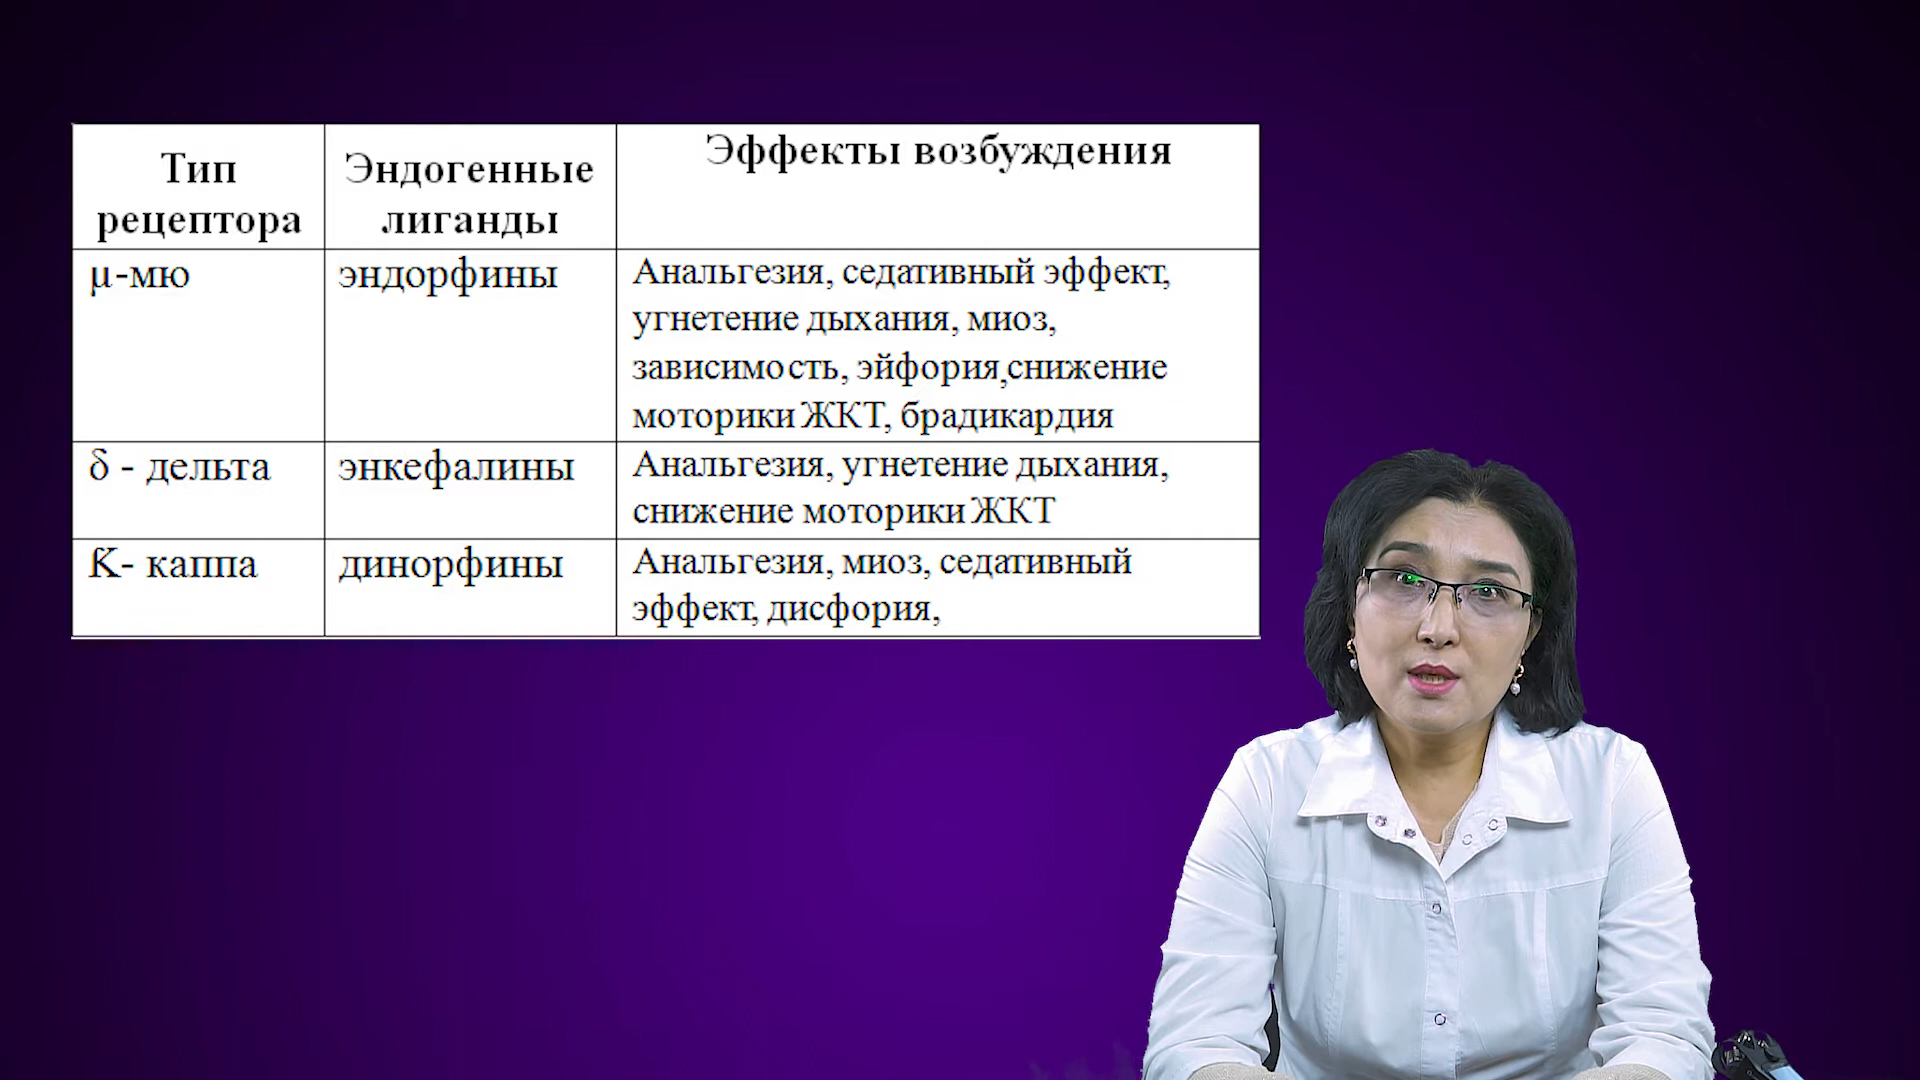 Тип
рецептора
Эндогенные
лиганды
Эффекты возбуждения
μ-мю
эндорфины
Анальгезия, седативный эффект,
угнетение дыхания, миоз,
зависимость, эйфория,снижение
моторики ЖКТ, брадикардия
δ - дельта
энкефалины
Анальгезия, угнетение дыхания,
снижение моторики ЖКТ
К- каппа
динорфины
Анальгезия, миоз, седативный
эффект, дисфория,